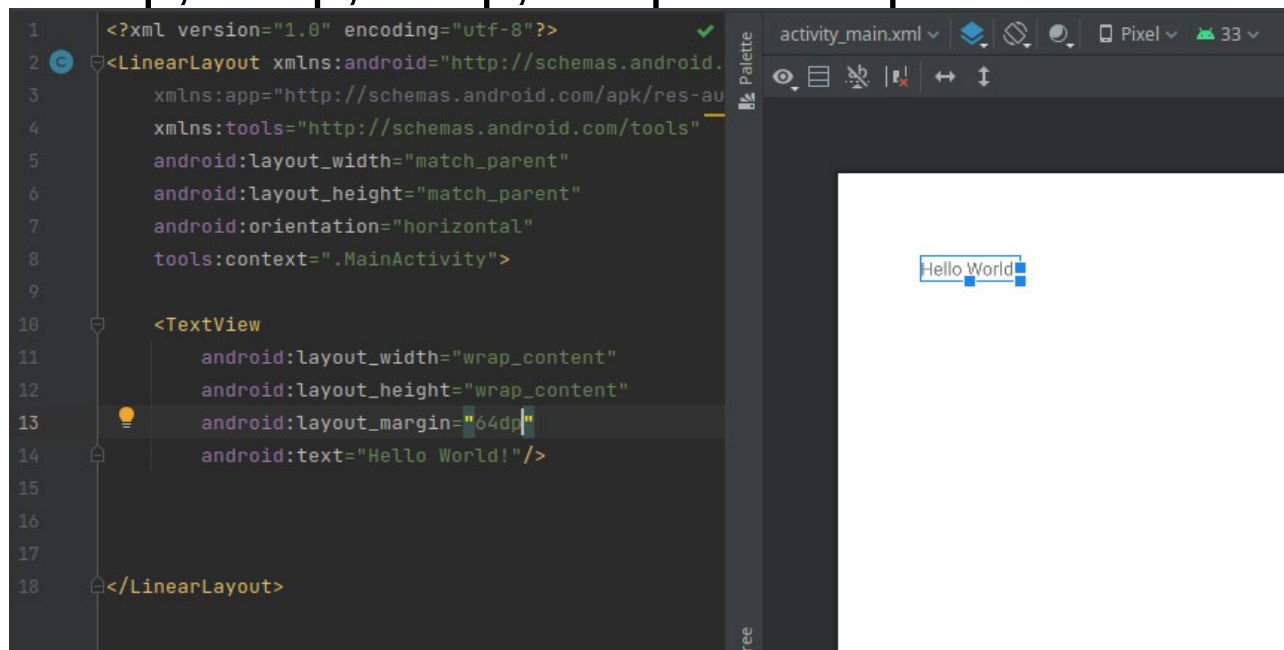 1 <?xml version="1.0" encoding="utf-8"?>
2 C <LinearLayout xmlns:android="http://schemas.android.
3 xmlns:app="http://schemas.android.com/apk/res-au
4 xmlns:tools="http://schemas.android.com/tools"
5 android:layout_width="match_parent"
6 android:layout_height="match_parent"
7 android:orientation="horizontal"
8 tools:context=".MainActivity">
9
10 <TextView
11 android:layout_width="wrap_content"
12 android:layout_height="wrap_content"
13 android:layout_margin="64dp"
14 android:text="Hello World!"/>
15
16
17
18 </LinearLayout>
Palette
ree
activity_main.xml Pixel 33
Hello World